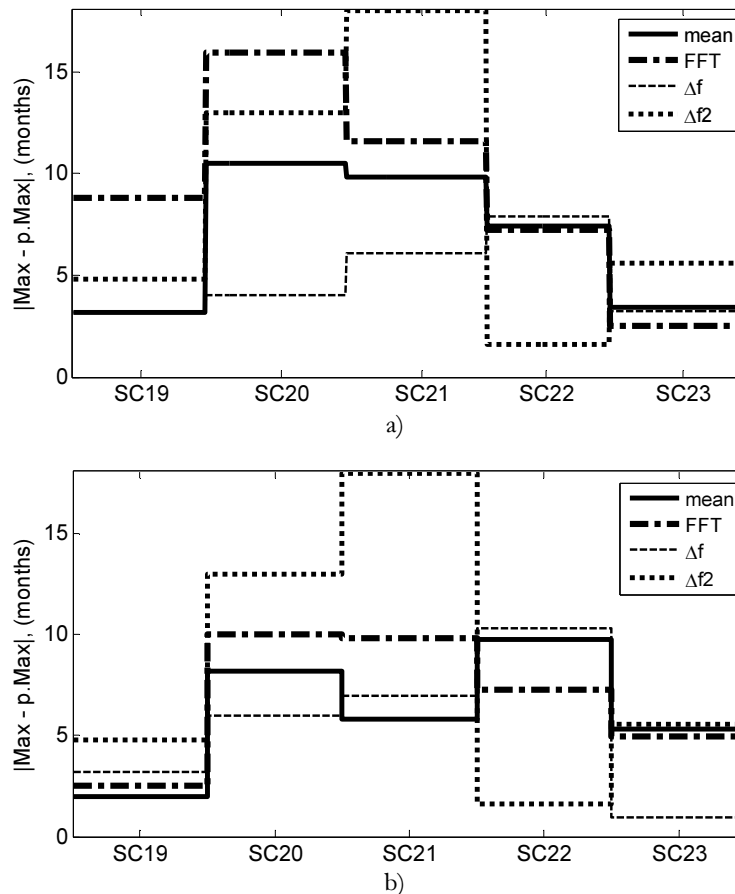 |Max - p.Max|, (months)
15
10
5
0
mean
FFT
Δf
Δf2
SC19 SC20 SC21 SC22 SC23
a)
|Max - p.Max|, (months)
15
10
5
0
mean
FFT
Δf
Δf2
SC19 SC20 SC21 SC22 SC23
b)